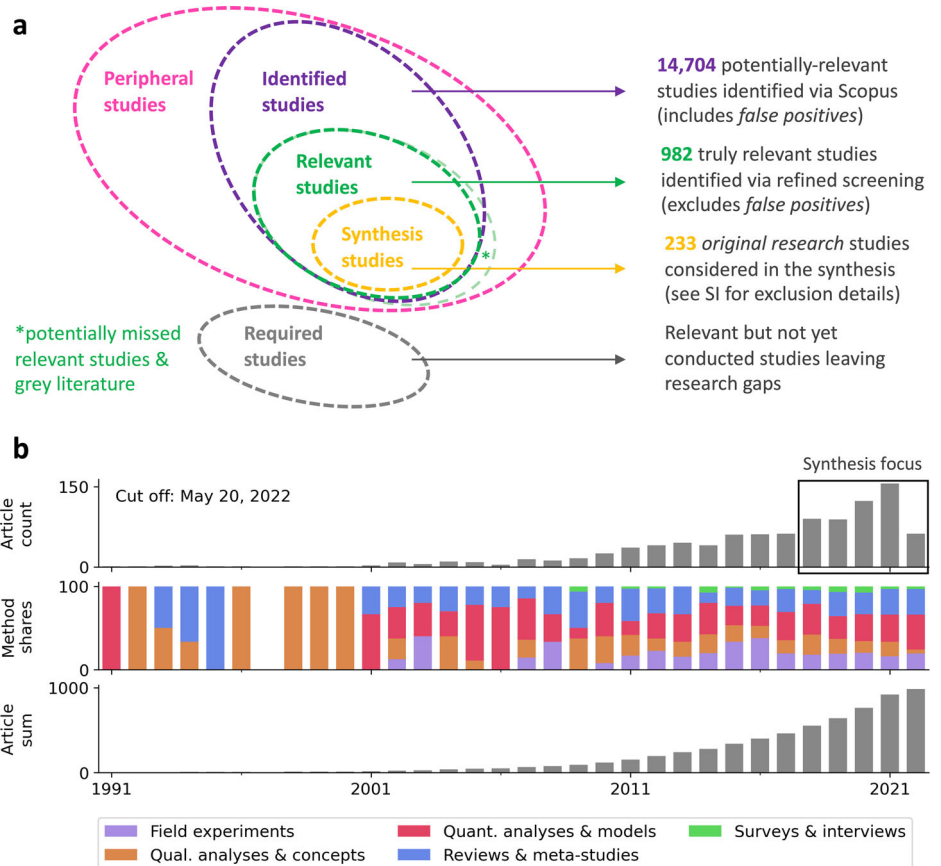 a
Peripheral
studies
Identified
studies
Relevant
studies
Synthesis
studies
*
Required
studies
*potentially missed
relevant studies &
grey literature
14,704 potentially-relevant
studies identified via Scopus
(includes false positives)
982 truly relevant studies
identified via refined screening
(excludes false positives)
233 original research studies
considered in the synthesis
(see SI for exclusion details)
Relevant but not yet
conducted studies leaving
research gaps
b
Synthesis focus
Article
count
150
0
Cut off: May 20, 2022
Method
shares
100
0
Article
sum
1000
0
1991
2001
2011
2021
Field experiments
Qual. analyses & concepts
Quant. analyses & models
Reviews & meta-studies
Surveys & interviews